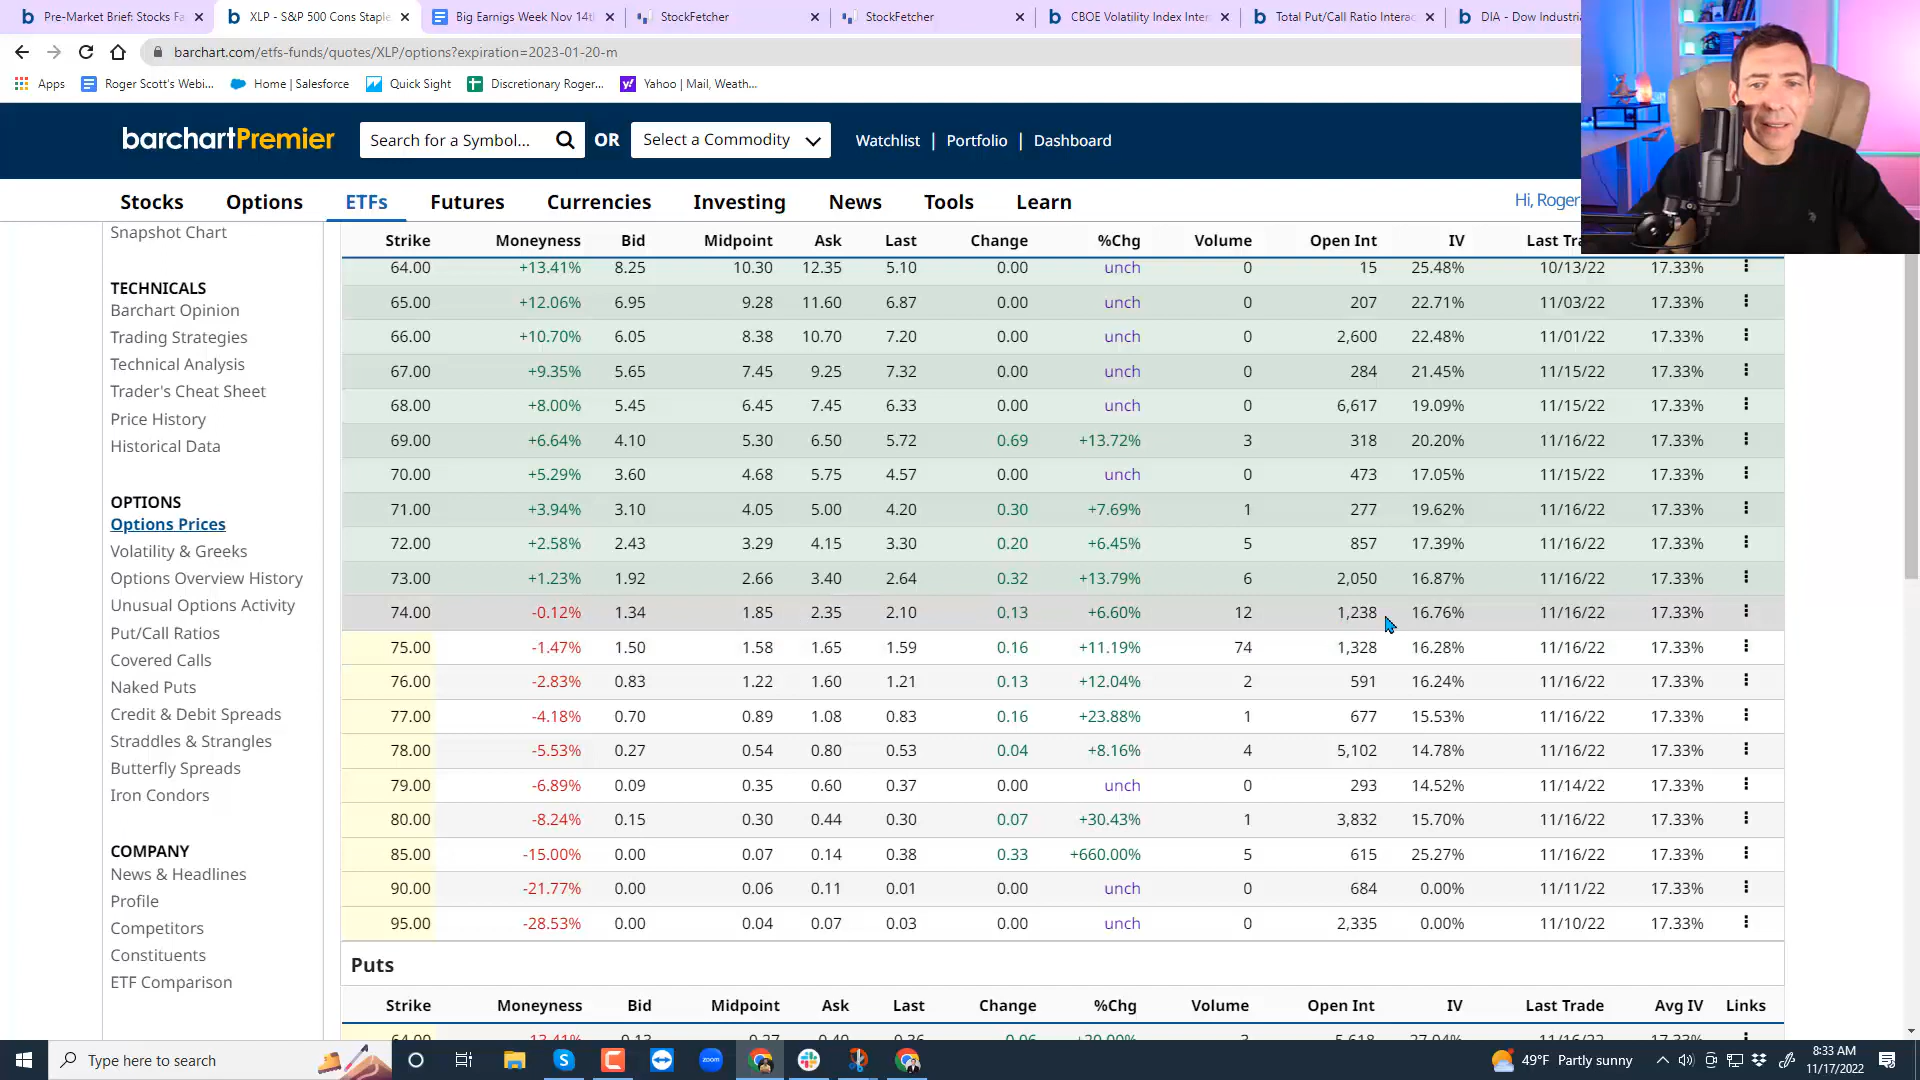 Pre-Market Brief: Stocks Fa
XLP - S&P 500 Cons Staple
Big Earnigs Week Nov 14th
StockFetcher
StockFetcher
CBOE Volatility Index Inter
Total Put/Call Ratio Interac
DIA - Dow Industri
barchart.com/etfs-funds/quotes/XLP/options?expiration=2023-01-20-m
Apps Roger Scott's Webi... Home | Salesforce Quick Sight Discretionary Roger... Yahoo | Mail, Weath...
barchartPremier Search for a Symbol... OR Select a Commodity Watchlist | Portfolio | Dashboard
Stocks Options ETFs Futures Currencies Investing News Tools Learn Hi, Roger
Snapshot Chart
TECHNICALS
Barchart Opinion
Trading Strategies
Technical Analysis
Trader's Cheat Sheet
Price History
Historical Data
OPTIONS
Options Prices
Volatility & Greeks
Options Overview History
Unusual Options Activity
Put/Call Ratios
Covered Calls
Naked Puts
Credit & Debit Spreads
Straddles & Strangles
Butterfly Spreads
Iron Condors
COMPANY
News & Headlines
Profile
Competitors
Constituents
ETF Comparison
Strike Moneyness Bid Midpoint Ask Last Change %Chg Volume Open Int IV Last Tra
64.00 +13.41% 8.25 10.30 12.35 5.10 0.00 unch 0 15 25.48% 10/13/22 17.33%
65.00 +12.06% 6.95 9.28 11.60 6.87 0.00 unch 0 207 22.71% 11/03/22 17.33%
66.00 +10.70% 6.05 8.38 10.70 7.20 0.00 unch 0 2,600 22.48% 11/01/22 17.33%
67.00 +9.35% 5.65 7.45 9.25 7.32 0.00 unch 0 284 21.45% 11/15/22 17.33%
68.00 +8.00% 5.45 6.45 7.45 6.33 0.00 unch 0 6,617 19.09% 11/15/22 17.33%
69.00 +6.64% 4.10 5.30 6.50 5.72 0.69 +13.72% 3 318 20.20% 11/16/22 17.33%
70.00 +5.29% 3.60 4.68 5.75 4.57 0.00 unch 0 473 17.05% 11/15/22 17.33%
71.00 +3.94% 3.10 4.05 5.00 4.20 0.30 +7.69% 1 277 19.62% 11/16/22 17.33%
72.00 +2.58% 2.43 3.29 4.15 3.30 0.20 +6.45% 5 857 17.39% 11/16/22 17.33%
73.00 +1.23% 1.92 2.66 3.40 2.64 0.32 +13.79% 6 2,050 16.87% 11/16/22 17.33%
74.00 -0.12% 1.34 1.85 2.35 2.10 0.13 +6.60% 12 1,238 16.76% 11/16/22 17.33%
75.00 -1.47% 1.50 1.58 1.65 1.59 0.16 +11.19% 74 1,328 16.28% 11/16/22 17.33%
76.00 -2.83% 0.83 1.22 1.60 1.21 0.13 +12.04% 2 591 16.24% 11/16/22 17.33%
77.00 -4.18% 0.70 0.89 1.08 0.83 0.16 +23.88% 1 677 15.53% 11/16/22 17.33%
78.00 -5.53% 0.27 0.54 0.80 0.53 0.04 +8.16% 4 5,102 14.78% 11/16/22 17.33%
79.00 -6.89% 0.09 0.35 0.60 0.37 0.00 unch 0 293 14.52% 11/14/22 17.33%
80.00 -8.24% 0.15 0.30 0.44 0.30 0.07 +30.43% 1 3,832 15.70% 11/16/22 17.33%
85.00 -15.00% 0.00 0.07 0.14 0.38 0.33 +660.00% 5 615 25.27% 11/16/22 17.33%
90.00 -21.77% 0.00 0.06 0.11 0.01 0.00 unch 0 684 0.00% 11/11/22 17.33%
95.00 -28.53% 0.00 0.04 0.07 0.03 0.00 unch 0 2,335 0.00% 11/10/22 17.33%
Puts
Strike Moneyness Bid Midpoint Ask Last Change %Chg Volume Open Int IV Last Trade Avg IV Links
Type here to search
zoom
49°F Partly sunny
8:33 AM
11/17/2022